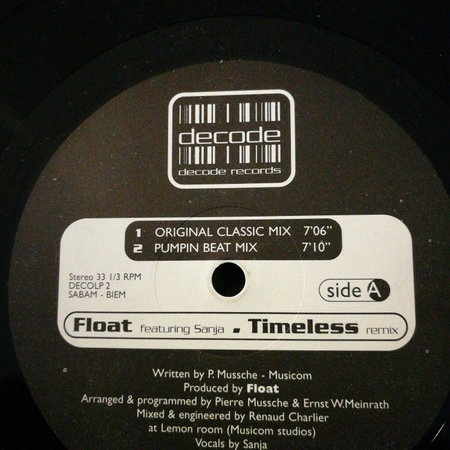 decode
decode records
1 ORIGINAL CLASSIC MIX 7'06"
2 PUMPIN BEAT MIX 7'10"
Stereo 33 1/3 RPM
DECOLP 2
SABAM - BIEM
side A
Float featuring Sanja . Timeless remix
Written by P. Mussche - Musicom
Produced by Float
Arranged & programmed by Pierre Mussche & Ernst W.Meinrath
Mixed & engineered by Renaud Charlier
at Lemon room (Musicom studios)
Vocals by Sanja